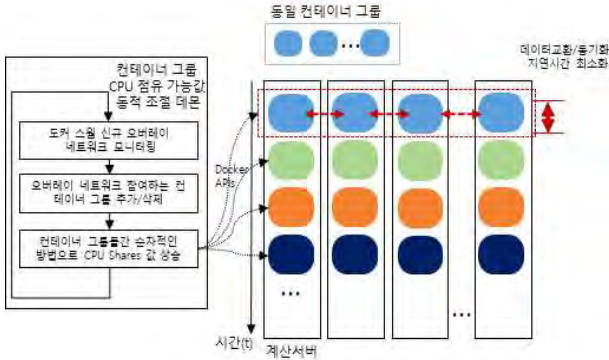 동일 컨테이너 그룹
...
데이터교환/동기화
지연시간 최소화
컨테이너 그룹
CPU 점유 가능값
동적 조절 데몬
도커 스웜 신규 오버레이
네트워크 모니터링
오버레이 네트워크 참여하는 컨
테이너 그룹 추가/삭제
컨테이너 그룹들간 순차적인
방법으로 CPU Shares 값 상승
Docker
APIs
...
...
...
시간(t)
계산서버